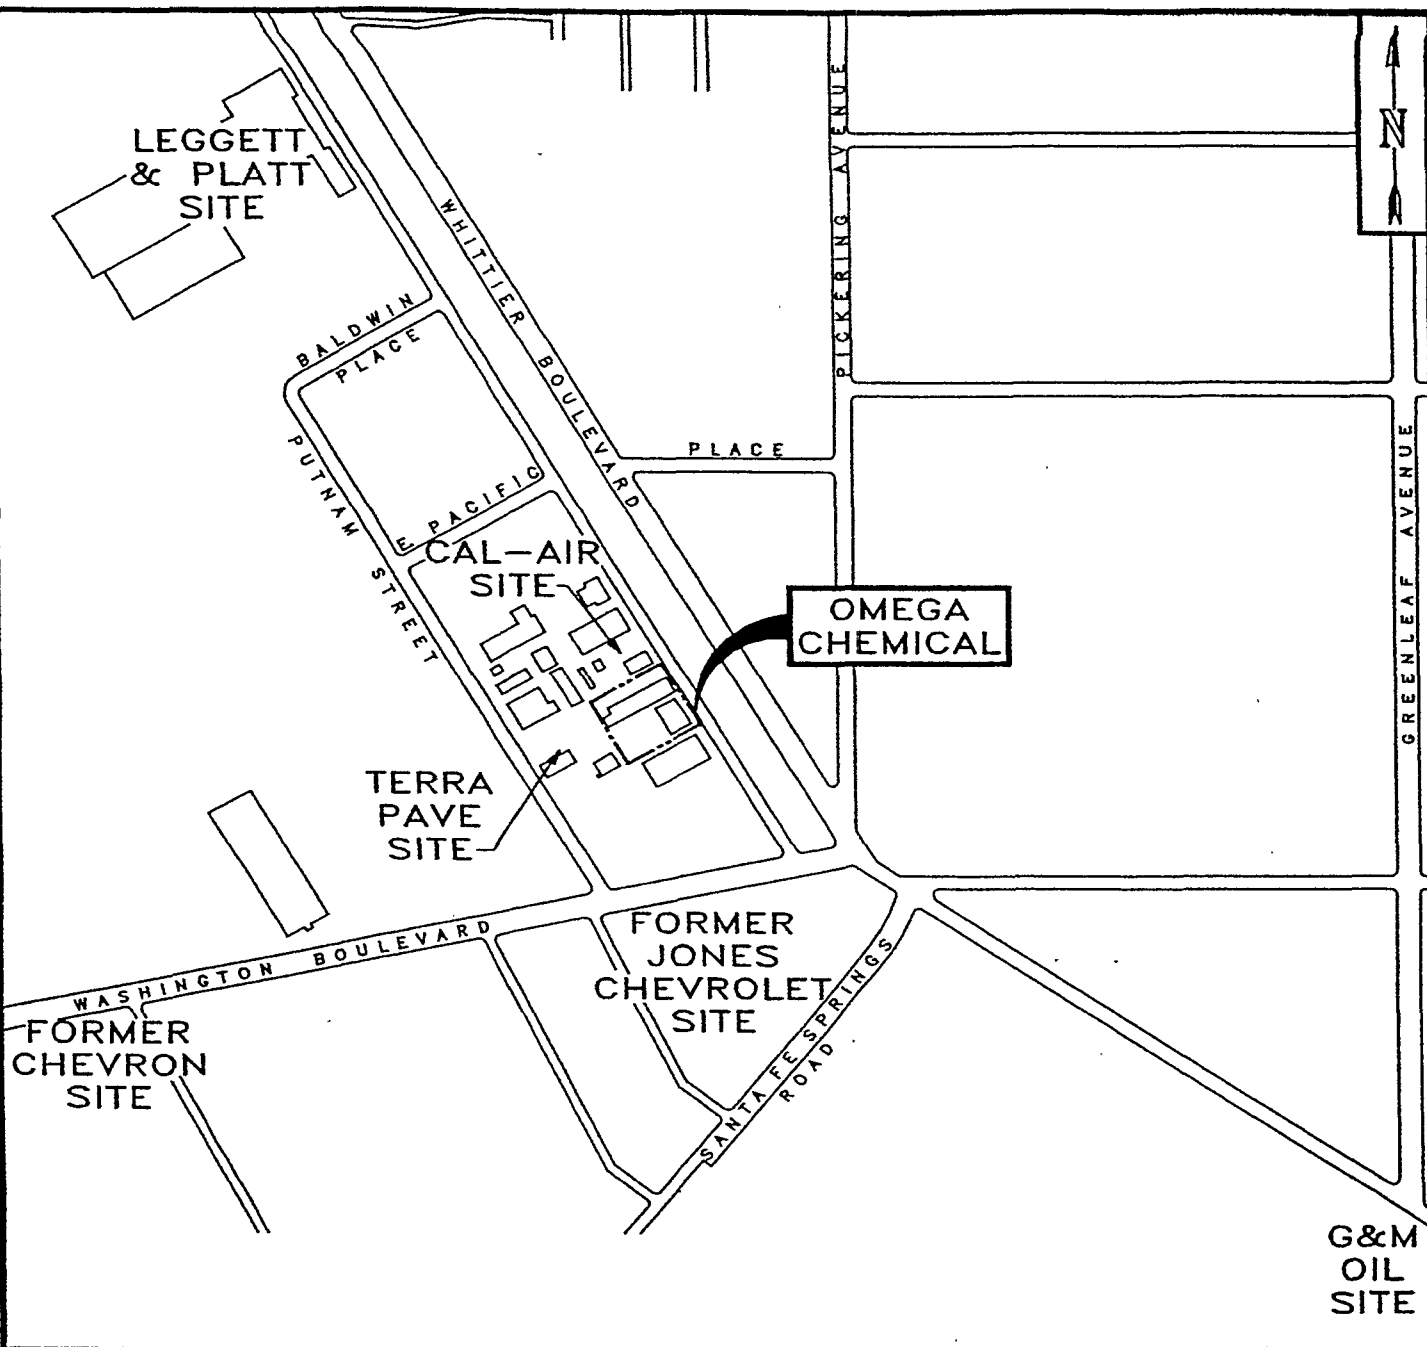 N
LEGGETT
& PLATT
SITE
WHITTIER BOULEVARD
PICKERING AVENUE
BALDWIN
PLACE
PLACE
GREENLEAF AVENUE
PUTNAM STREET
E PACIFIC
CAL-AIR
SITE
OMEGA
CHEMICAL
TERRA
PAVE
SITE
WASHINGTON BOULEVARD
FORMER
JONES
CHEVROLET
SITE
SANTA FE SPRINGS
ROAD
FORMER
CHEVRON
SITE
G&M
OIL
SITE